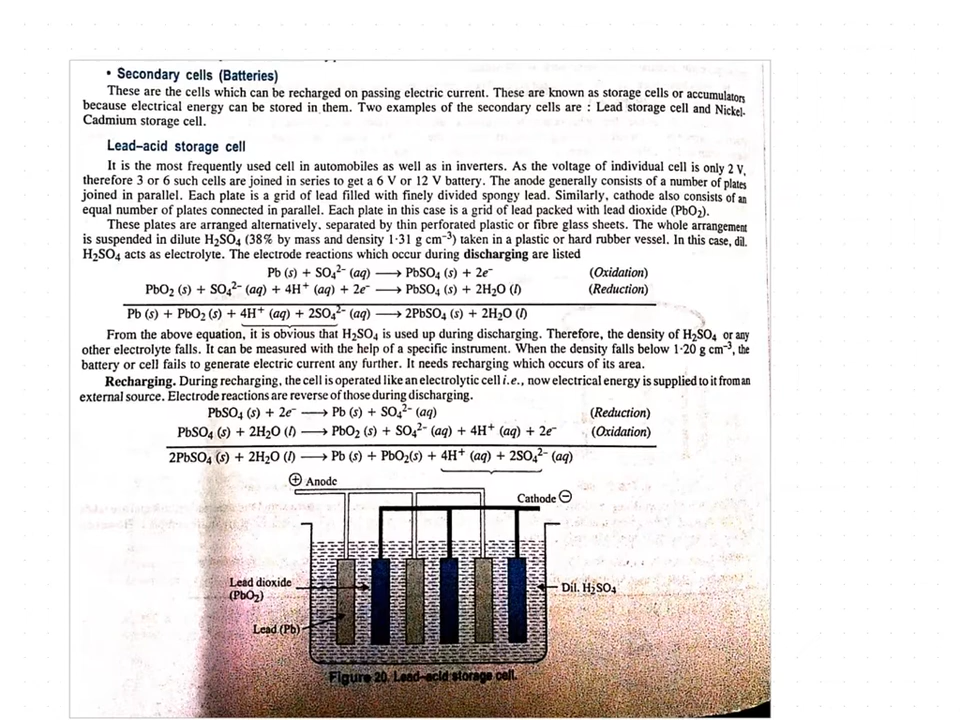 • Secondary cells (Batteries)
These are the cells which can be recharged on passing electric current. These are known as storage cells or accumulators
because electrical energy can be stored in them. Two examples of the secondary cells are : Lead storage cell and Nickel-
Cadmium storage cell.
Lead–acid storage cell
It is the most frequently used cell in automobiles as well as in inverters. As the voltage of individual cell is only 2 V,
therefore 3 or 6 such cells are joined in series to get a 6 V or 12 V battery. The anode generally consists of a number of plates
joined in parallel. Each plate is a grid of lead filled with finely divided spongy lead. Similarly, cathode also consists of an
equal number of plates connected in parallel. Each plate in this case is a grid of lead packed with lead dioxide (PbO₂).
These plates are arranged alternatively, separated by thin perforated plastic or fibre glass sheets. The whole arrangement
is suspended in dilute H₂SO₄ (38% by mass and density 1·31 g cm⁻³) taken in a plastic or hard rubber vessel. In this case, dil.
H₂SO₄ acts as electrolyte. The electrode reactions which occur during discharging are listed
Pb (s) + SO₄²⁻ (aq) ⟶ PbSO₄ (s) + 2e⁻ (Oxidation)
PbO₂ (s) + SO₄²⁻ (aq) + 4H⁺ (aq) + 2e⁻ ⟶ PbSO₄ (s) + 2H₂O (l) (Reduction)
Pb (s) + PbO₂ (s) + 4H⁺ (aq) + 2SO₄²⁻ (aq) ⟶ 2PbSO₄ (s) + 2H₂O (l)
From the above equation, it is obvious that H₂SO₄ is used up during discharging. Therefore, the density of H₂SO₄ or any
other electrolyte falls. It can be measured with the help of a specific instrument. When the density falls below 1·20 g cm⁻³, the
battery or cell fails to generate electric current any further. It needs recharging which occurs of its area.
Recharging. During recharging, the cell is operated like an electrolytic cell i.e., now electrical energy is supplied to it from an
external source. Electrode reactions are reverse of those during discharging.
PbSO₄ (s) + 2e⁻ ⟶ Pb (s) + SO₄²⁻ (aq) (Reduction)
PbSO₄ (s) + 2H₂O (l) ⟶ PbO₂ (s) + SO₄²⁻ (aq) + 4H⁺ (aq) + 2e⁻ (Oxidation)
2PbSO₄ (s) + 2H₂O (l) ⟶ Pb (s) + PbO₂(s) + 4H⁺ (aq) + 2SO₄²⁻ (aq)
⊕ Anode
Cathode ⊖
Lead dioxide
(PbO₂)
Dil. H₂SO₄
Lead (Pb)
Figure 20. Lead-acid storage cell.